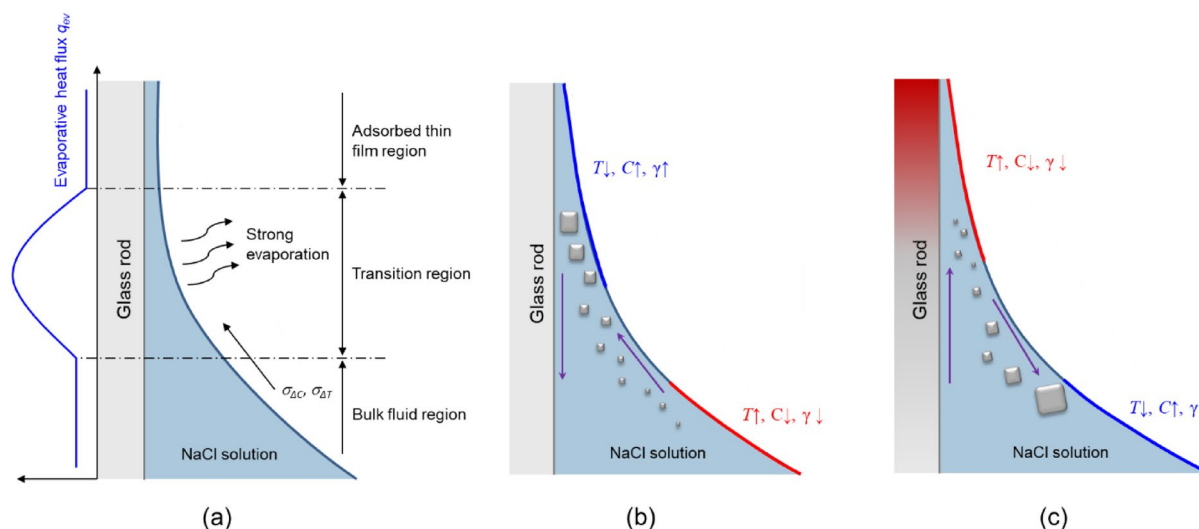 Evaporative heat flux q_ev
Glass rod
Strong
evaporation
σ_ΔC, σ_ΔT
NaCl solution
Adsorbed thin
film region
Transition region
Bulk fluid region
(a)
Glass rod
T↓, C↑, γ↑
T↑, C↓, γ↓
NaCl solution
(b)
Glass rod
T↑, C↓, γ↓
T↓, C↑, γ
NaCl solution
(c)